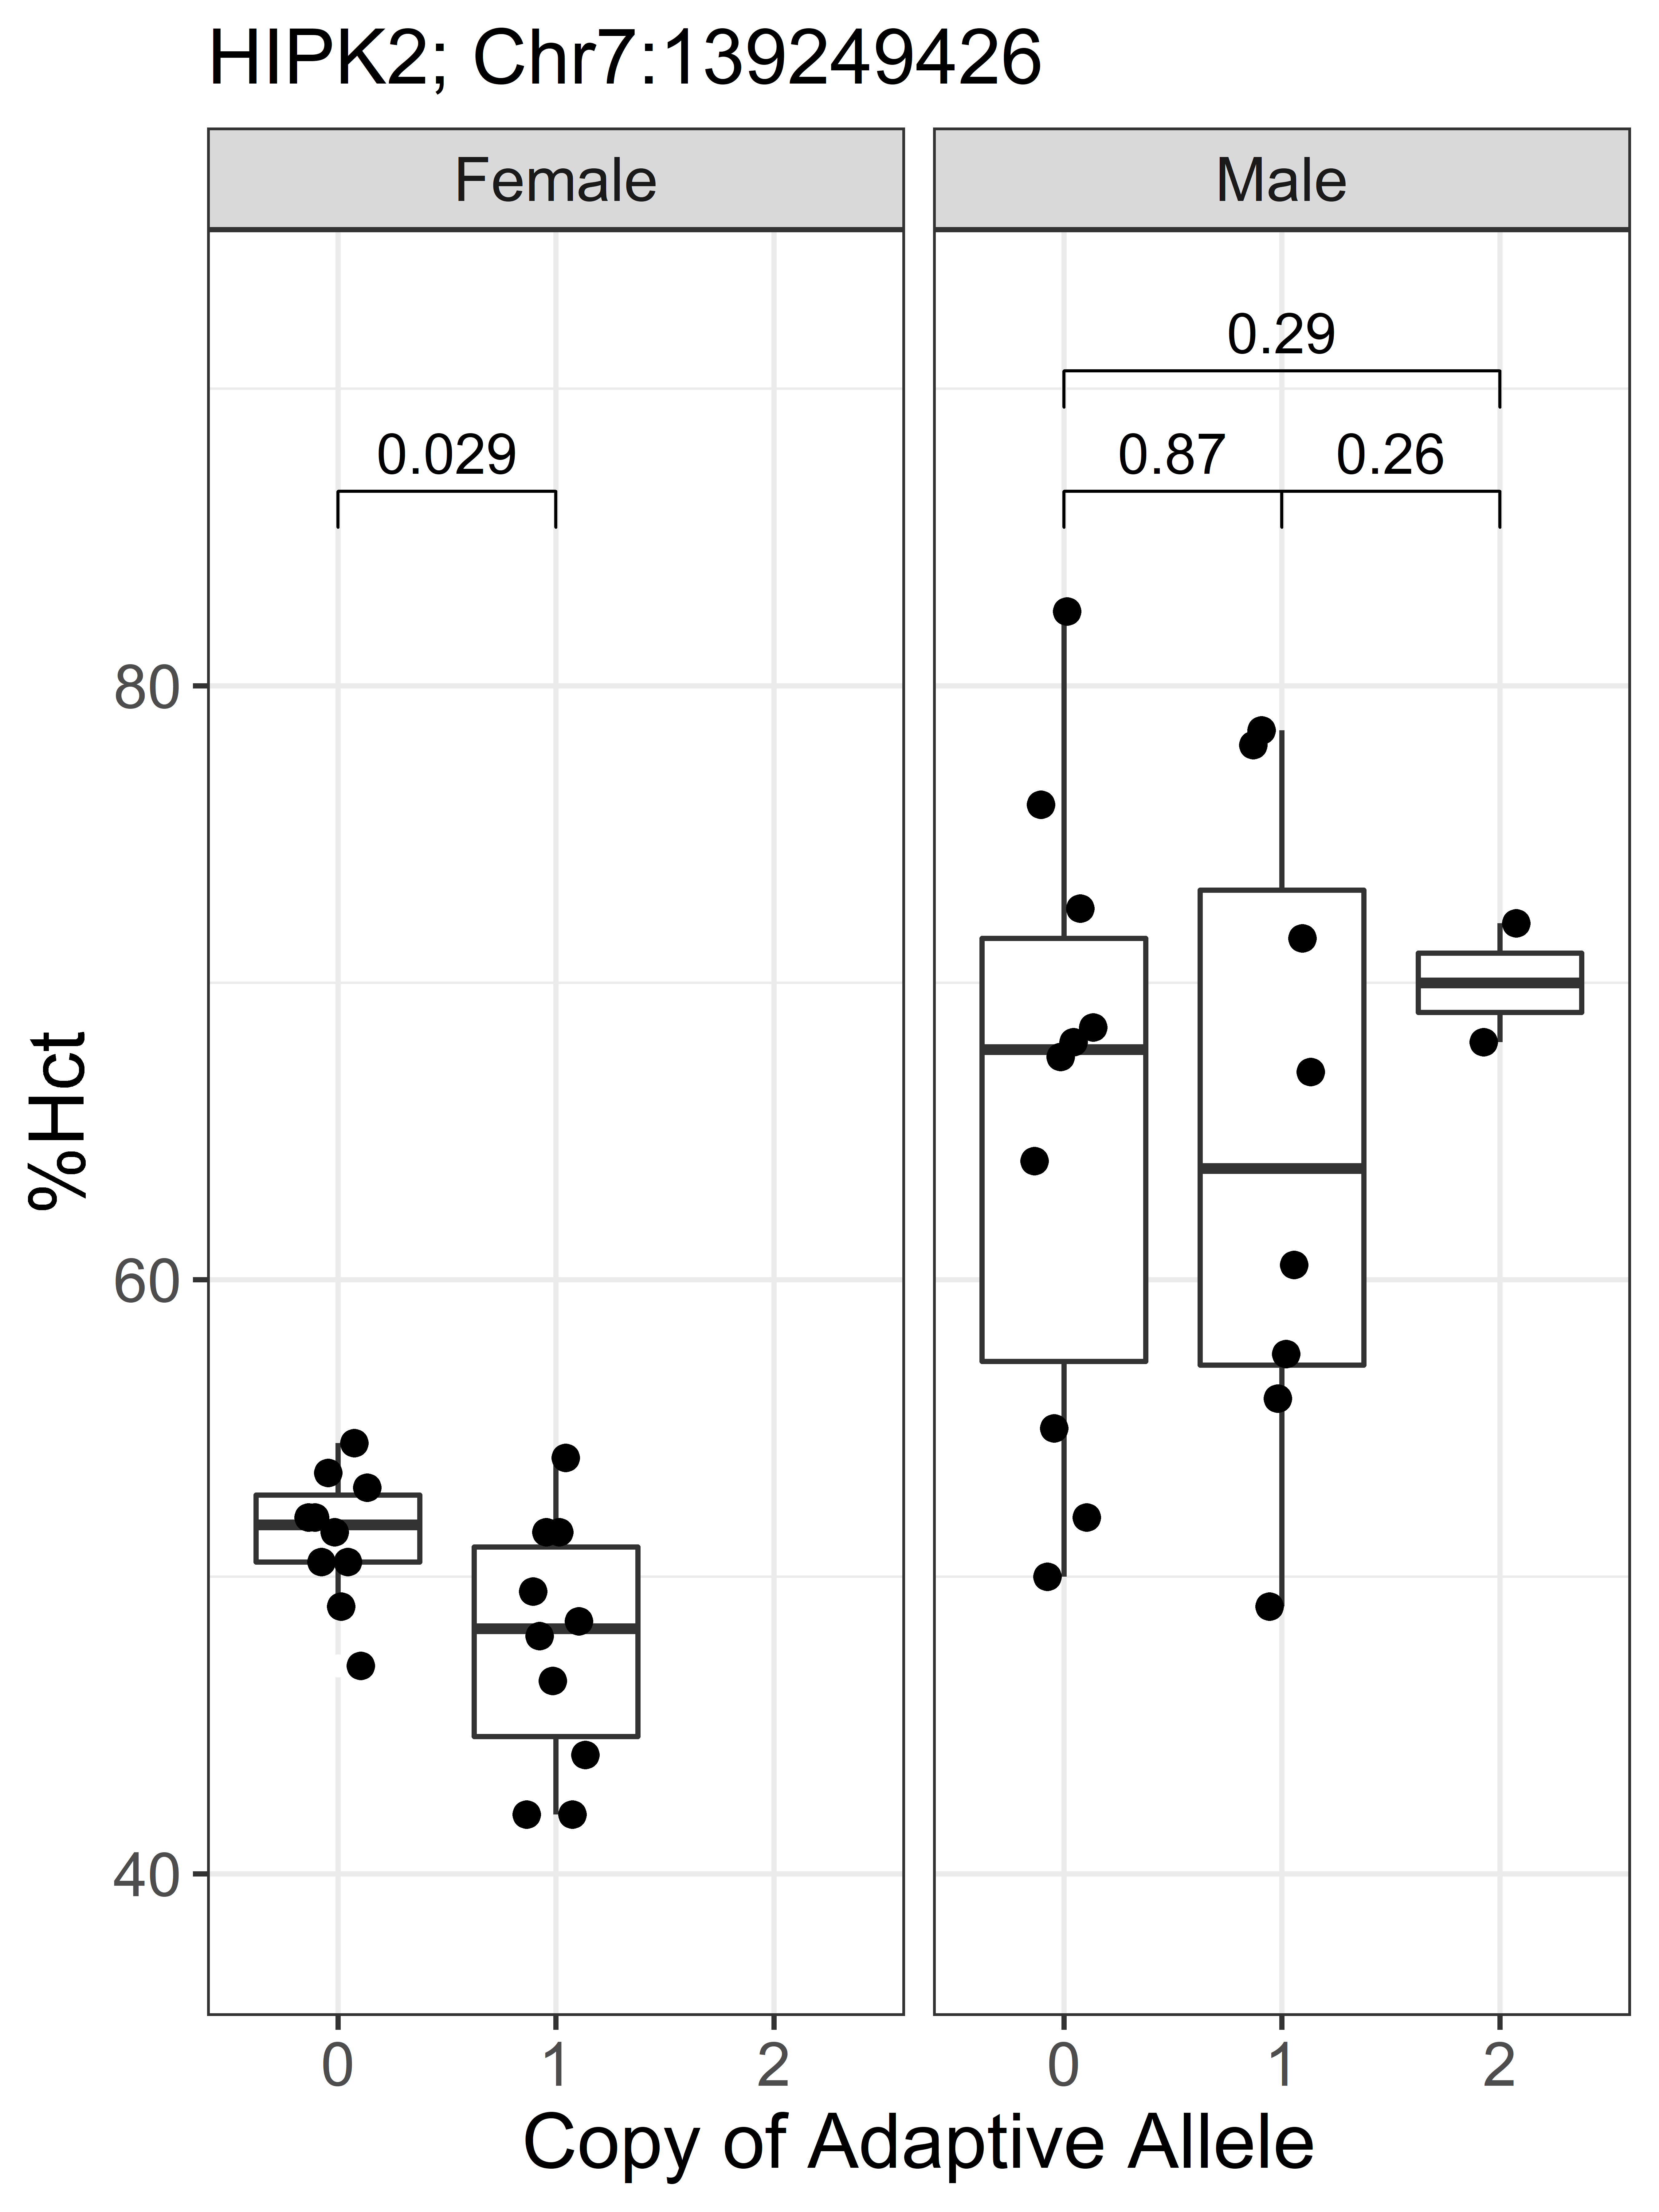 HIPK2; Chr7:139249426
Female
Male
0.29
0.029
0.87
0.26
80
60
40
%Hct
0
1
2
0
1
2
Copy of Adaptive Allele